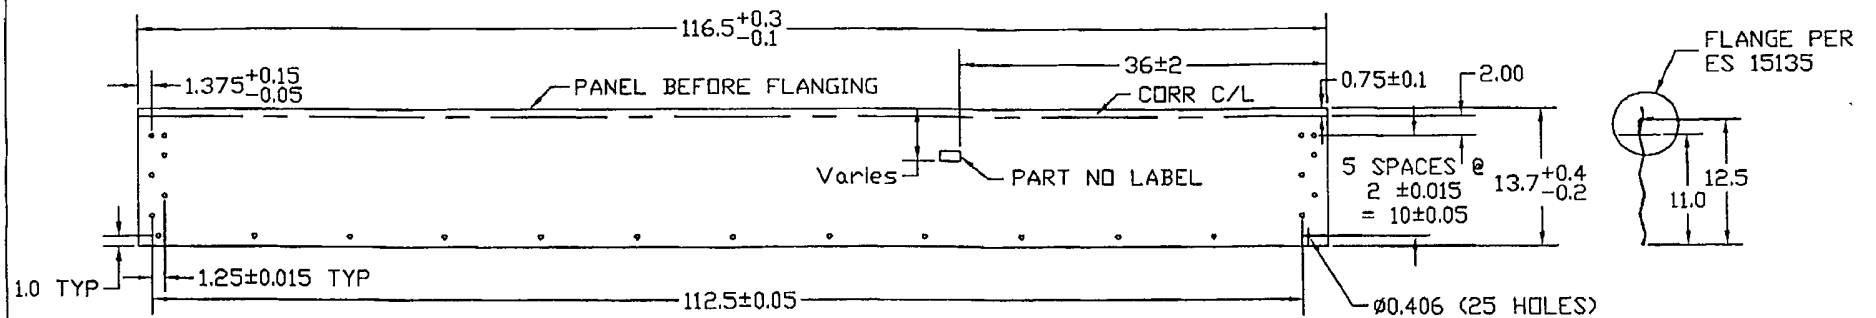 116.5+0.3
-0.1
FLANGE PER
ES 15135
36±2
1.375+0.15
-0.05
PANEL BEFORE FLANGING
CORR C/L
0.75±0.1
2.00
Varies
PART NO LABEL
5 SPACES @
2 ±0.015
= 10±0.05
13.7+0.4
-0.2
11.0
12.5
1.0 TYP
1.25±0.015 TYP
112.5±0.05
ø0.406 (25 HOLES)